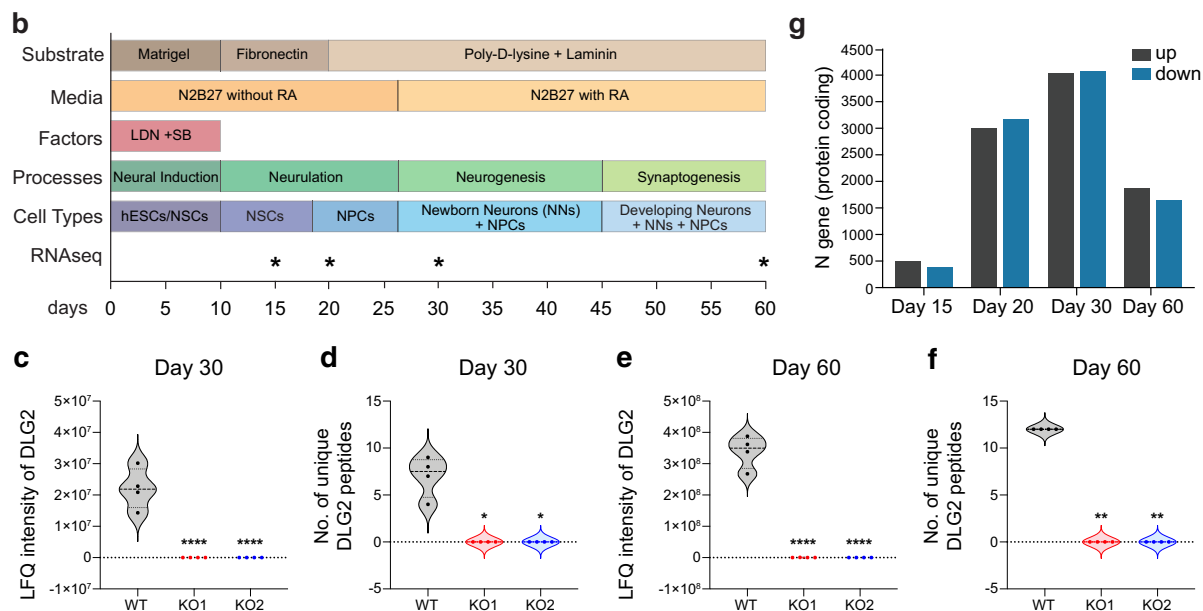 b
Substrate Matrigel Fibronectin Poly-D-lysine + Laminin
Media N2B27 without RA N2B27 with RA
Factors LDN +SB
Processes Neural Induction Neurulation Neurogenesis Synaptogenesis
Cell Types hESCs/NSCs NSCs NPCs Newborn Neurons (NNs) + NPCs Developing Neurons + NNs + NPCs
RNAseq * * * *
days 0 5 10 15 20 25 30 35 40 45 50 55 60
g
N gene (protein coding)
4500
4000
3500
3000
2500
2000
1500
1000
500
0
up
down
Day 15 Day 20 Day 30 Day 60
c
Day 30
LFQ intensity of DLG2
5×10⁷
4×10⁷
3×10⁷
2×10⁷
1×10⁷
0
-1×10⁷
**** ****
WT KO1 KO2
d
Day 30
No. of unique
DLG2 peptides
15
10
5
0
-5
* *
WT KO1 KO2
e
Day 60
LFQ intensity of DLG2
5×10⁸
4×10⁸
3×10⁸
2×10⁸
1×10⁸
0
-1×10⁸
**** ****
WT KO1 KO2
f
Day 60
No. of unique
DLG2 peptides
15
10
5
0
-5
** **
WT KO1 KO2